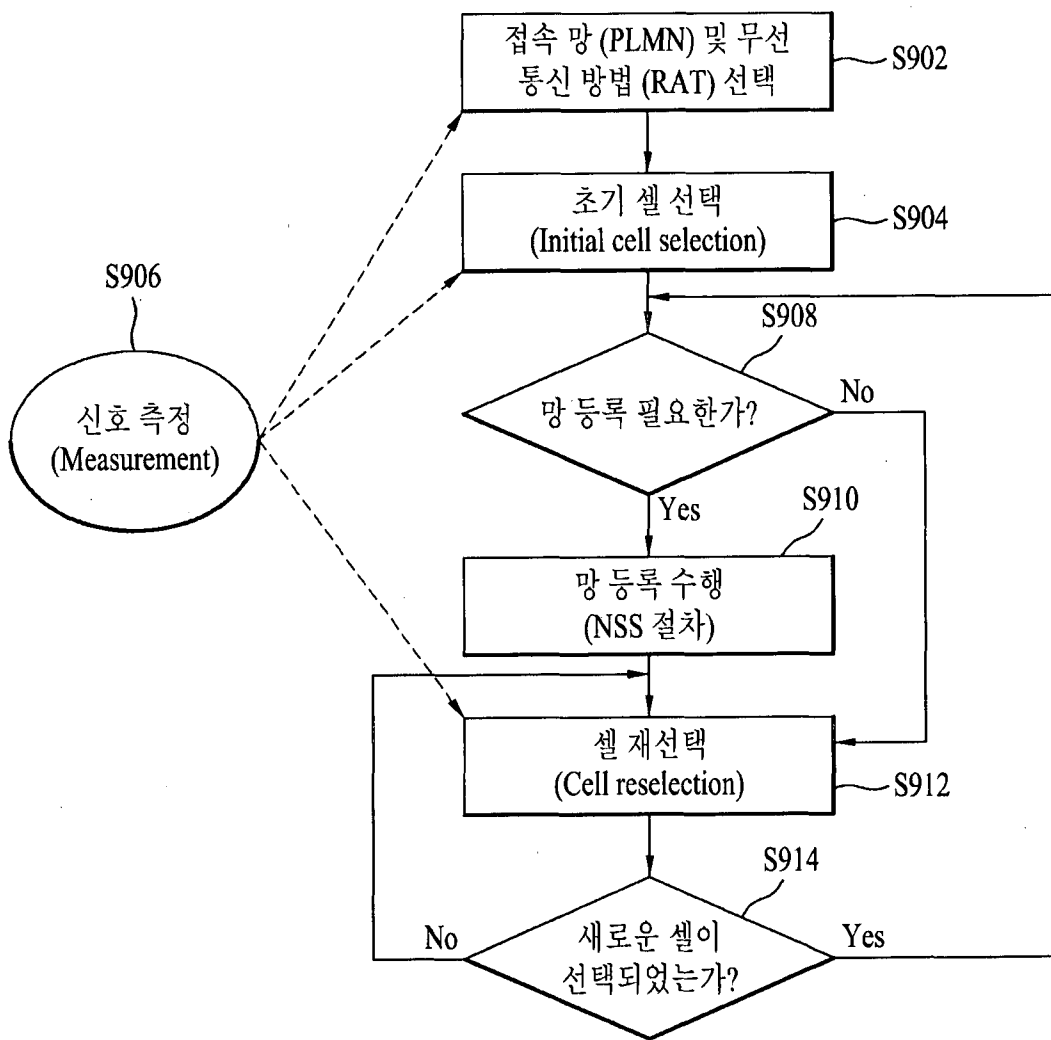 접속 망 (PLMN) 및 무선
통신 방법 (RAT) 선택
S902
초기 셀 선택
(Initial cell selection)
S904
S906
신호 측정
(Measurement)
S908
망 등록 필요한가?
No
Yes
S910
망 등록 수행
(NSS 절차)
셀 재선택
(Cell reselection)
S912
S914
새로운 셀이
선택되었는가?
No
Yes